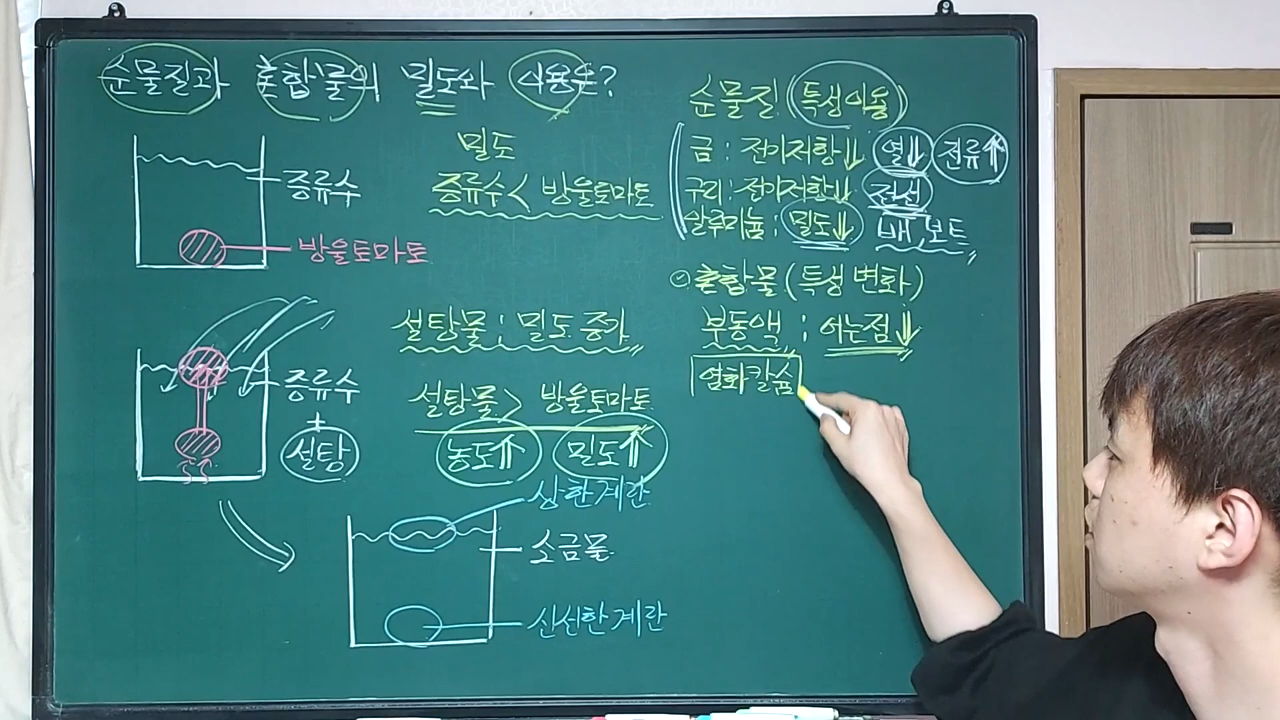 순물질과 혼합물의 밀도와 사용은?
증류수
방울토마토
밀도
증류수 < 방울토마토
증류수
+
설탕
설탕물 : 밀도 증가
설탕물 > 방울토마토
농도⇑ 밀도↑
상한 계란
소금물
신선한 계란
순물질 (특성이용)
금 : 전기저항↓ 열↓ 전류↑
구리 : 전기저항↓ 전선
알루미늄 : 밀도↓ 배, 보트
혼합물 (특성 변화)
부동액 : 어는점↓
염화칼슘